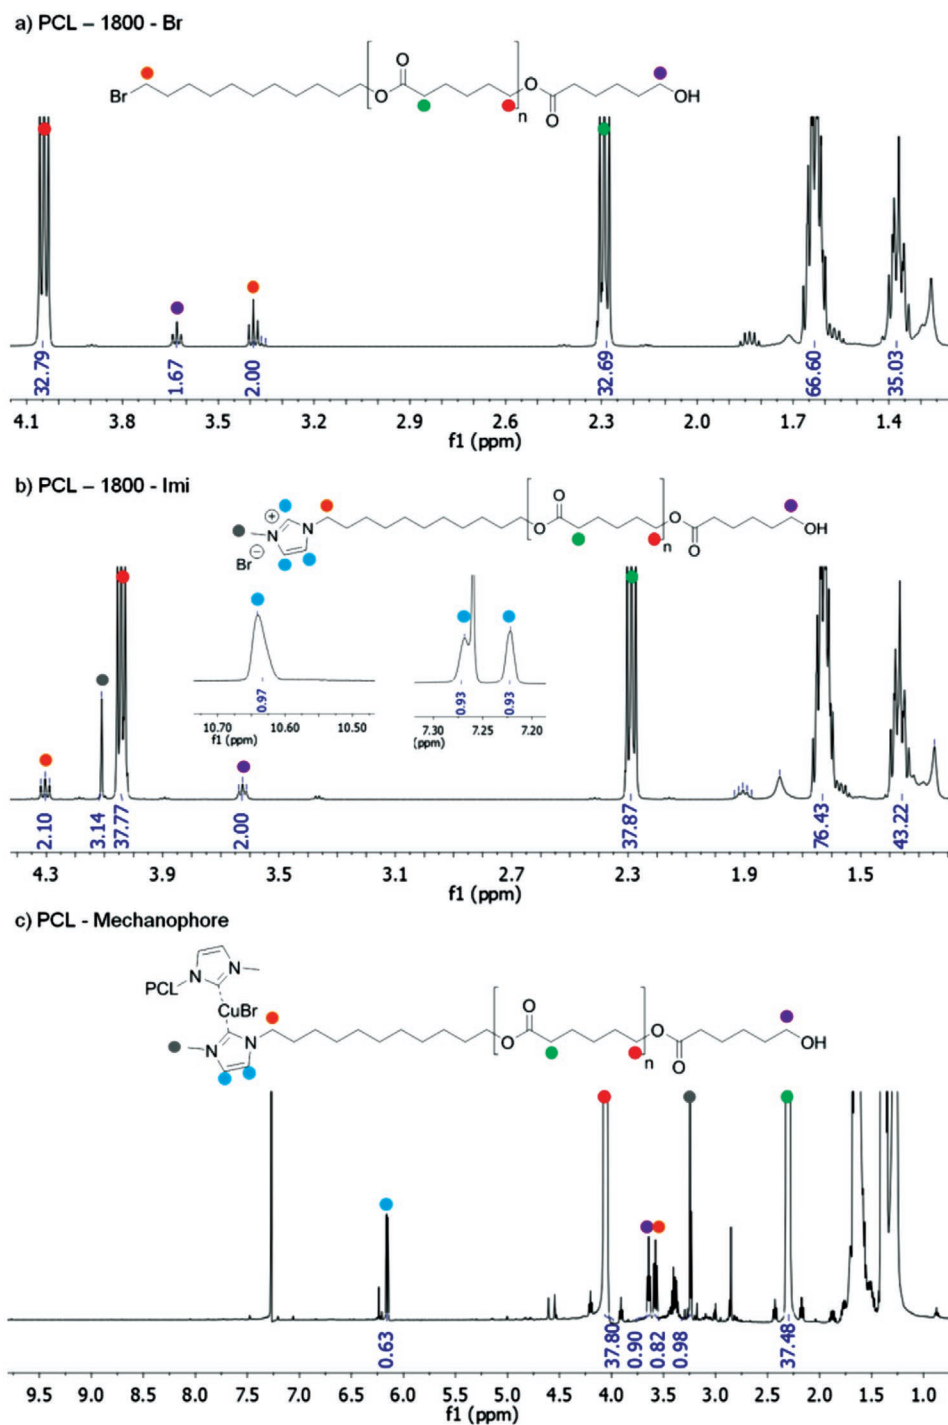 a) PCL – 1800 - Br
Br
O
O
n
O
O
OH
32.79
1.67
2.00
32.69
66.60
35.03
4.1 3.8 3.5 3.2 2.9 2.6 2.3 2.0 1.7 1.4
f1 (ppm)
b) PCL – 1800 - Imi
N
+
N
Br −
O
O
n
O
O
OH
0.97
10.70 10.60 10.50
f1 (ppm)
0.93
0.93
7.30 7.25 7.20
(ppm)
2.10
3.14
37.77
2.00
37.87
76.43
43.22
4.3 3.9 3.5 3.1 2.7 2.3 1.9 1.5
f1 (ppm)
c) PCL - Mechanophore
N
N
PCL
CuBr
N
N
O
O
n
O
O
OH
0.63
37.80
0.90
0.82
0.98
37.48
9.5 9.0 8.5 8.0 7.5 7.0 6.5 6.0 5.5 5.0 4.5 4.0 3.5 3.0 2.5 2.0 1.5 1.0
f1 (ppm)